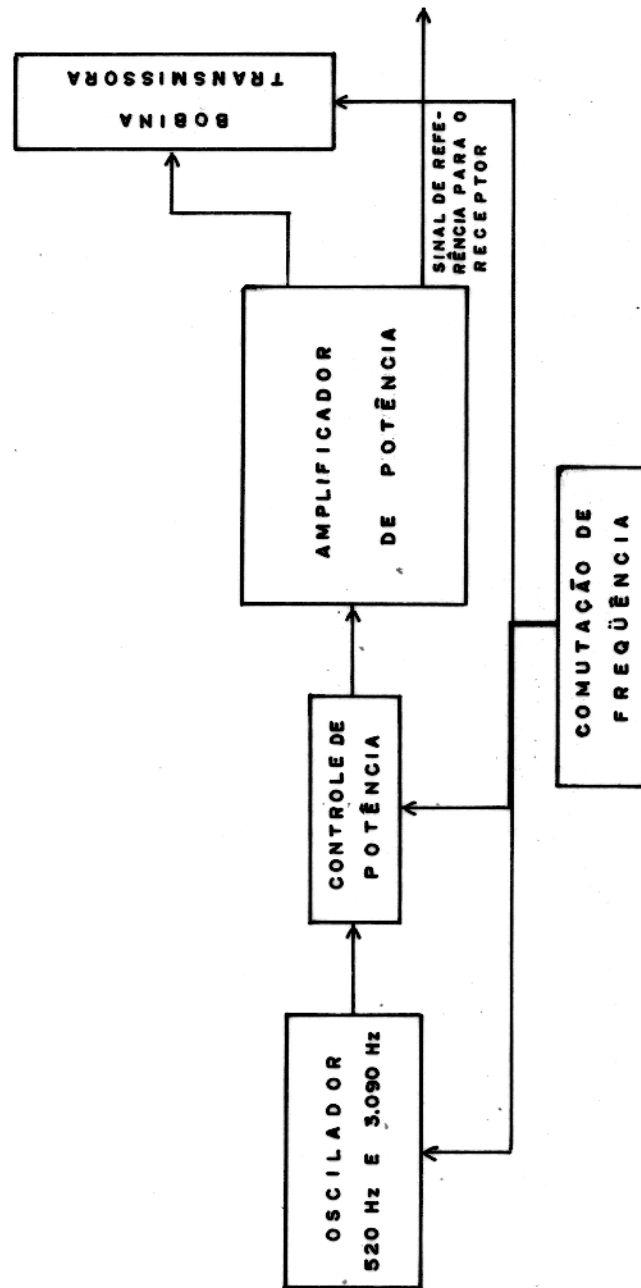 OSCILADOR
520 Hz E 3.090 Hz
CONTROLE DE
POTÊNCIA
AMPLIFICADOR
DE POTÊNCIA
BOBINA
TRANSMISSORA
SINAL DE REFE-
RÊNCIA PARA O
RECEPTOR
COMUTAÇÃO DE
FREQÜÊNCIA